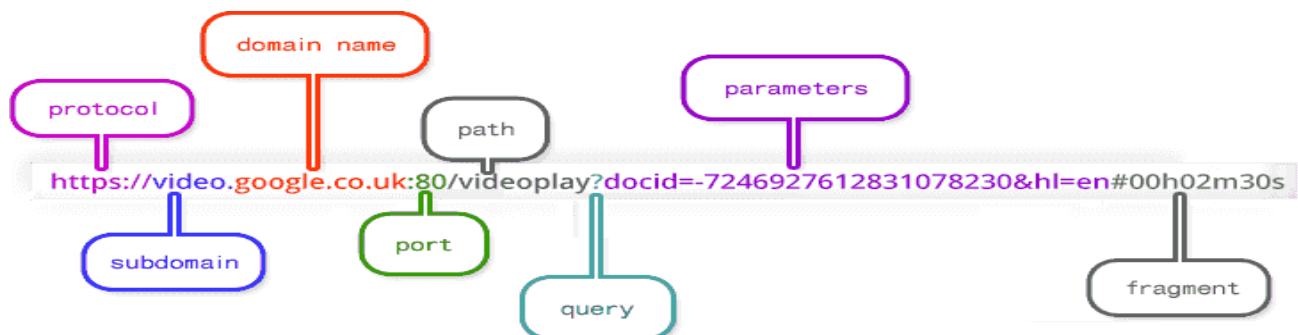 domain name
parameters
protocol
path
https://video.google.co.uk:80/videoplay?docid=-7246927612831078230&hl=en#00h02m30s
subdomain
port
query
fragment